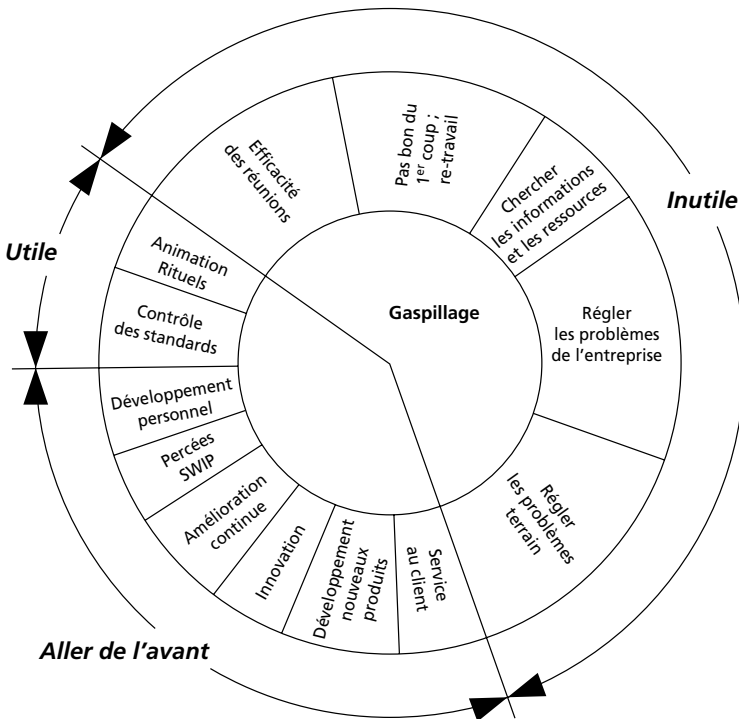 Efficacité
des réunions
Pas bon du
1er coup ;
re-travail
Chercher
les informations
et les ressources
Inutile
Utile
Animation
Rituels
Gaspillage
Contrôle
des standards
Régler
les problèmes
de l'entreprise
Développement
personnel
Percées
SWIP
Amélioration
continue
Innovation
Développement
nouveaux
produits
Service
au client
Régler
les problèmes
terrain
Aller de l'avant